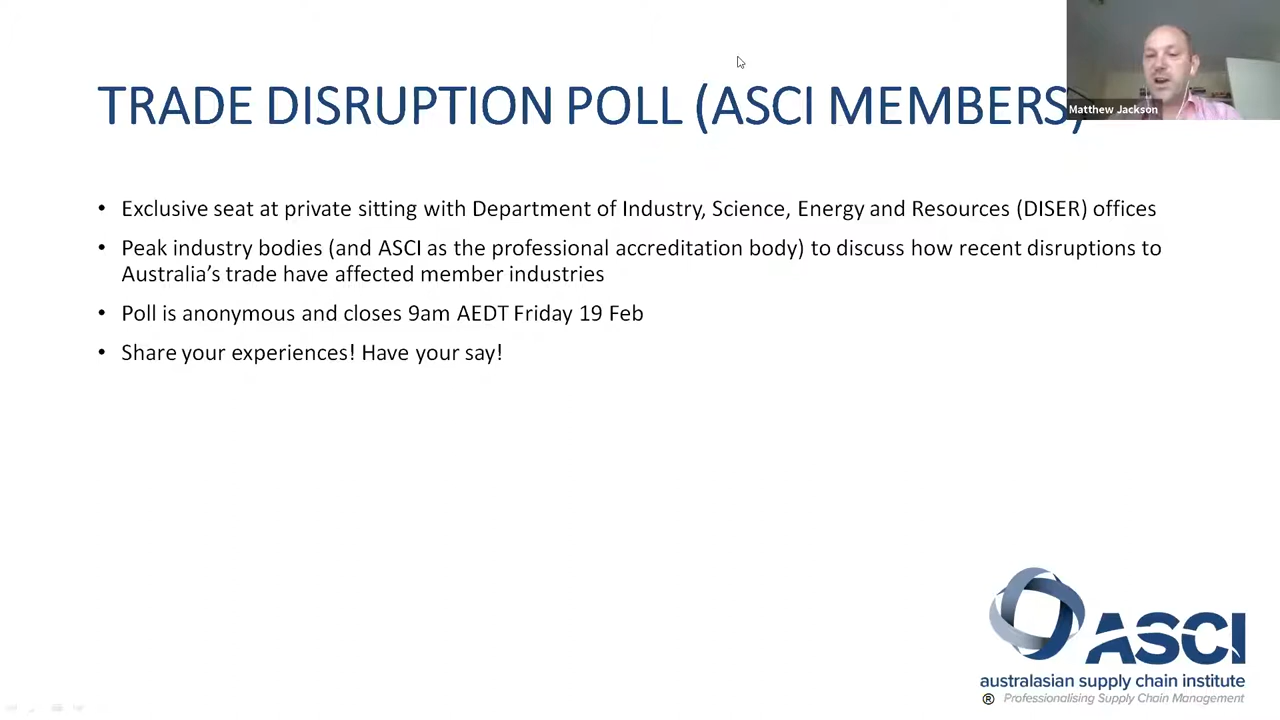 TRADE DISRUPTION POLL (ASCI MEMBERS)
Matthew Jackson
• Exclusive seat at private sitting with Department of Industry, Science, Energy and Resources (DISER) offices
• Peak industry bodies (and ASCI as the professional accreditation body) to discuss how recent disruptions to
Australia's trade have affected member industries
• Poll is anonymous and closes 9am AEDT Friday 19 Feb
• Share your experiences! Have your say!
ASCI
australasian supply chain institute
® Professionalising Supply Chain Management